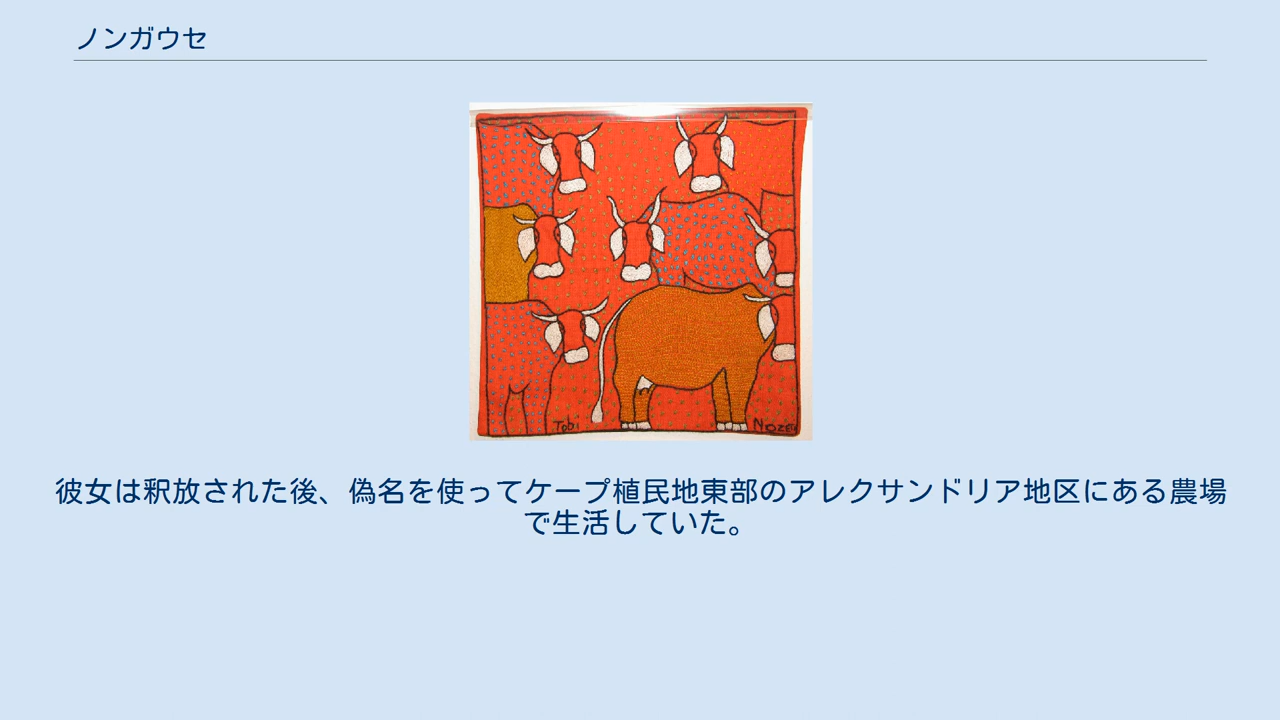 ノンガウセ
Tobi
彼女は釈放された後、偽名を使ってケープ植民地東部のアレクサンドリア地区にある農場
で生活していた。